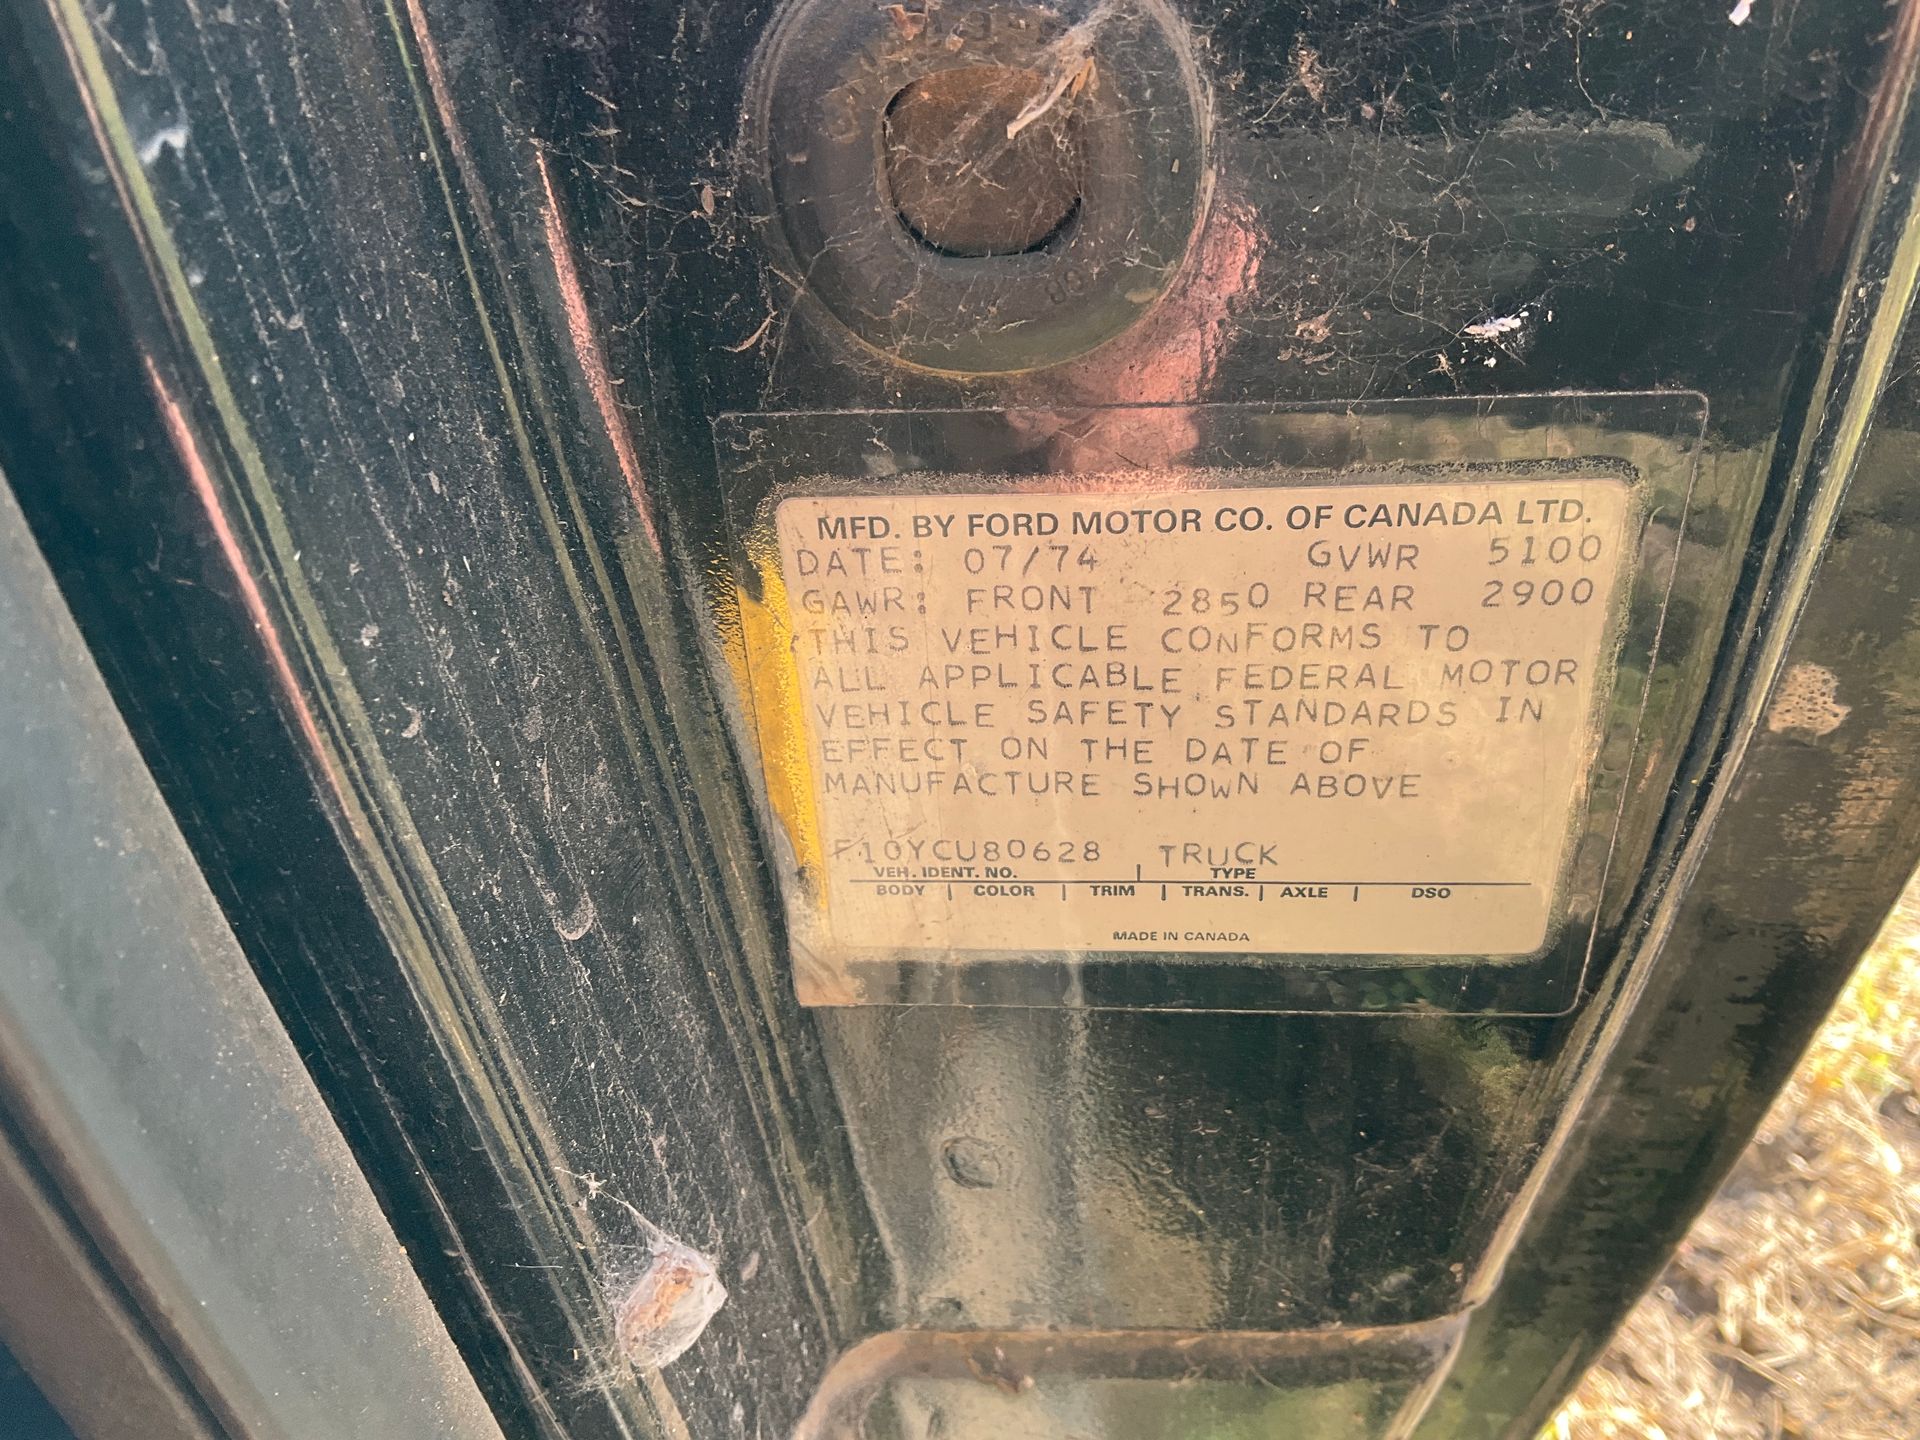 MFD. BY FORD MOTOR CO. OF CANADA LTD.
DATE: 07/74 GVWR 5100
GAWR: FRONT 2850 REAR 2900
THIS VEHICLE CONFORMS TO
ALL APPLICABLE FEDERAL MOTOR
VEHICLE SAFETY STANDARDS IN
EFFECT ON THE DATE OF
MANUFACTURE SHOWN ABOVE
F10YCU80628 TRUCK
VEH. IDENT. NO. | TYPE
BODY | COLOR | TRIM | TRANS. | AXLE | DSO
MADE IN CANADA